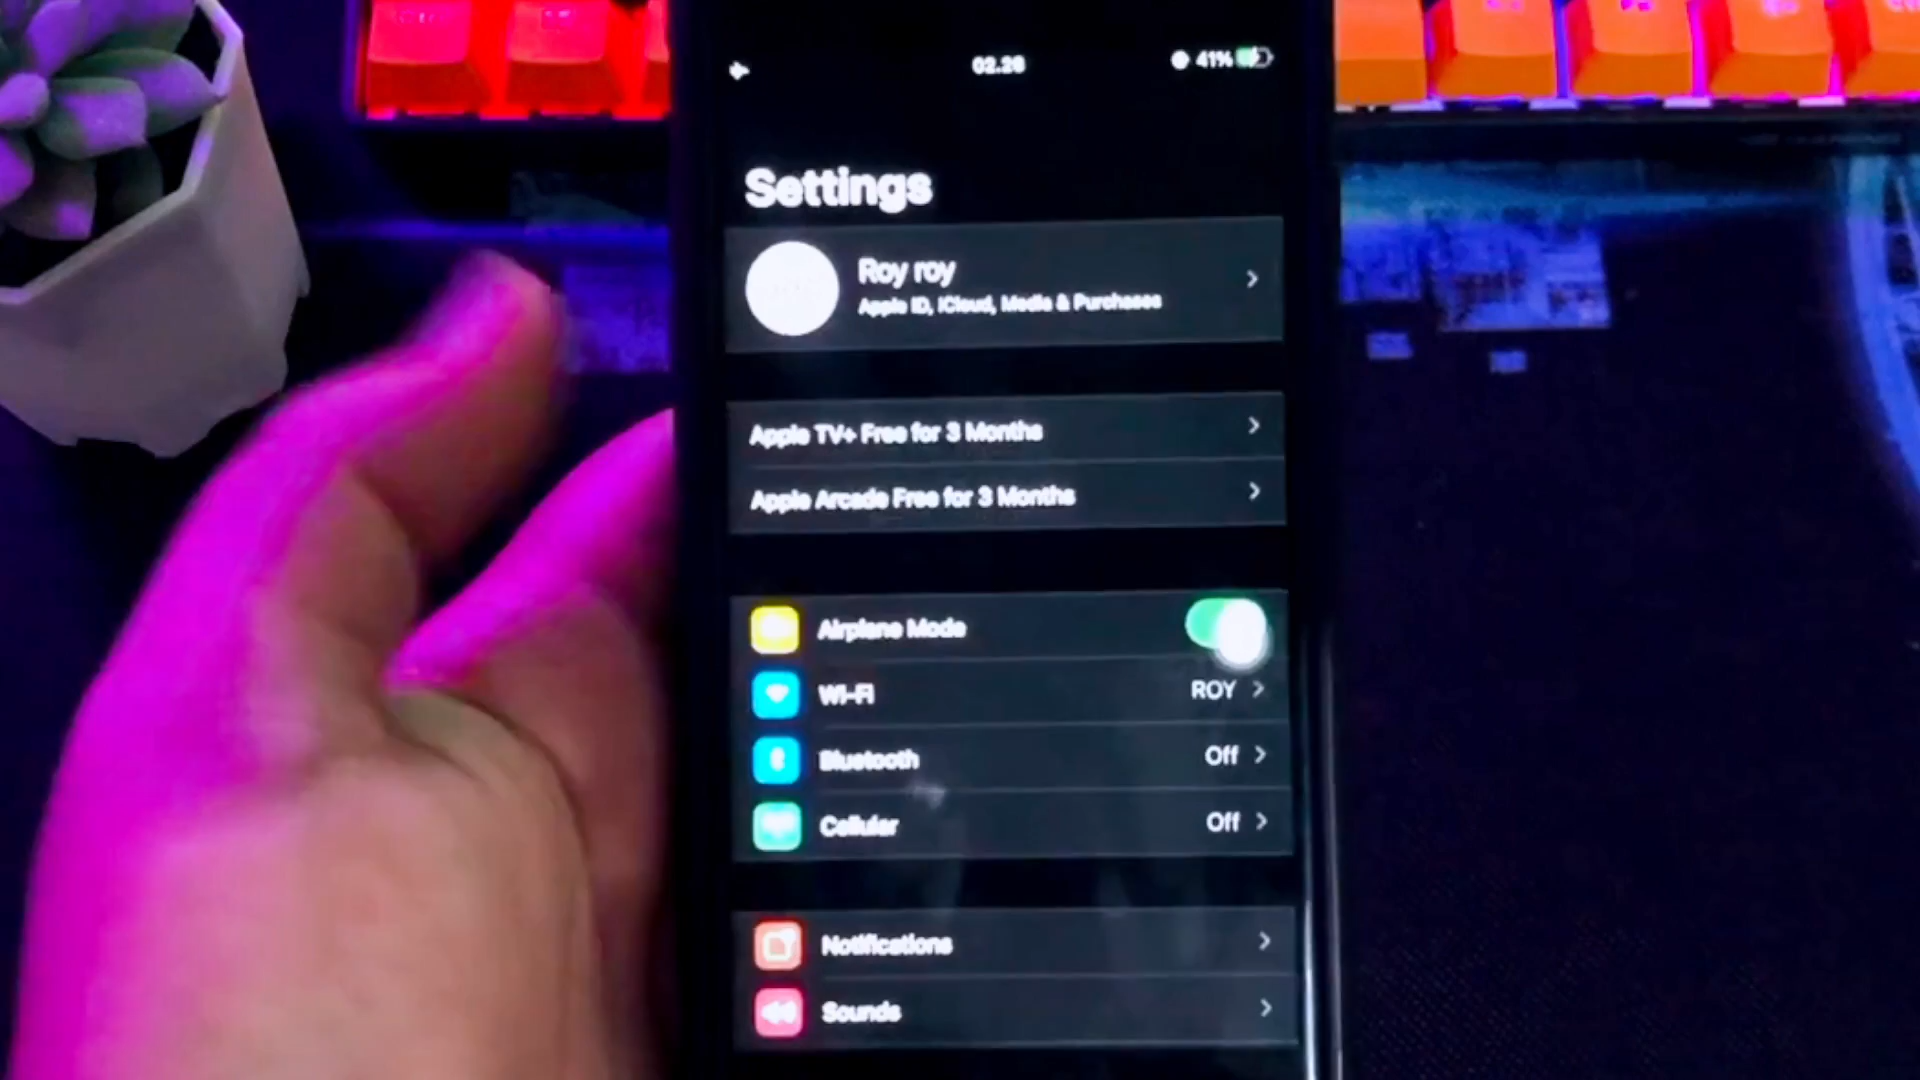 02.26
41%
Settings
Roy roy
Apple ID, iCloud, Media & Purchases
Apple TV+ Free for 3 Months
Apple Arcade Free for 3 Months
Airplane Mode
Wi-Fi
ROY
Bluetooth
Off
Cellular
Off
Notifications
Sounds